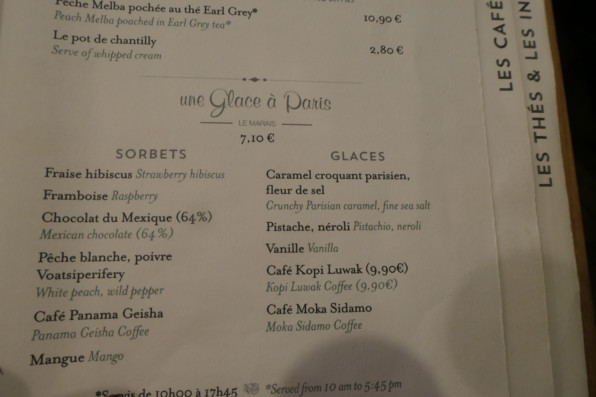 Pêche Melba pochée au thé Earl Grey*
Peach Melba poached in Earl Grey tea*
10,90 €
Le pot de chantilly
Serve of whipped cream
2,80 €
une Glace à Paris
LE MARAIS
7,10 €
SORBETS
Fraise hibiscus Strawberry hibiscus
Framboise Raspberry
Chocolat du Mexique (64%)
Mexican chocolate (64%)
Pêche blanche, poivre
Voatsiperifery
White peach, wild pepper
Café Panama Geisha
Panama Geisha Coffee
Mangue Mango
GLACES
Caramel croquant parisien,
fleur de sel
Crunchy Parisian caramel, fine sea salt
Pistache, néroli Pistachio, neroli
Vanille Vanilla
Café Kopi Luwak (9,90€)
Kopi Luwak Coffee (9,90€)
Café Moka Sidamo
Moka Sidamo Coffee
*Servis de 10h00 à 17h45 *Served from 10 am to 5:45 pm
LES CAFÉ
LES THÉS & LES IN